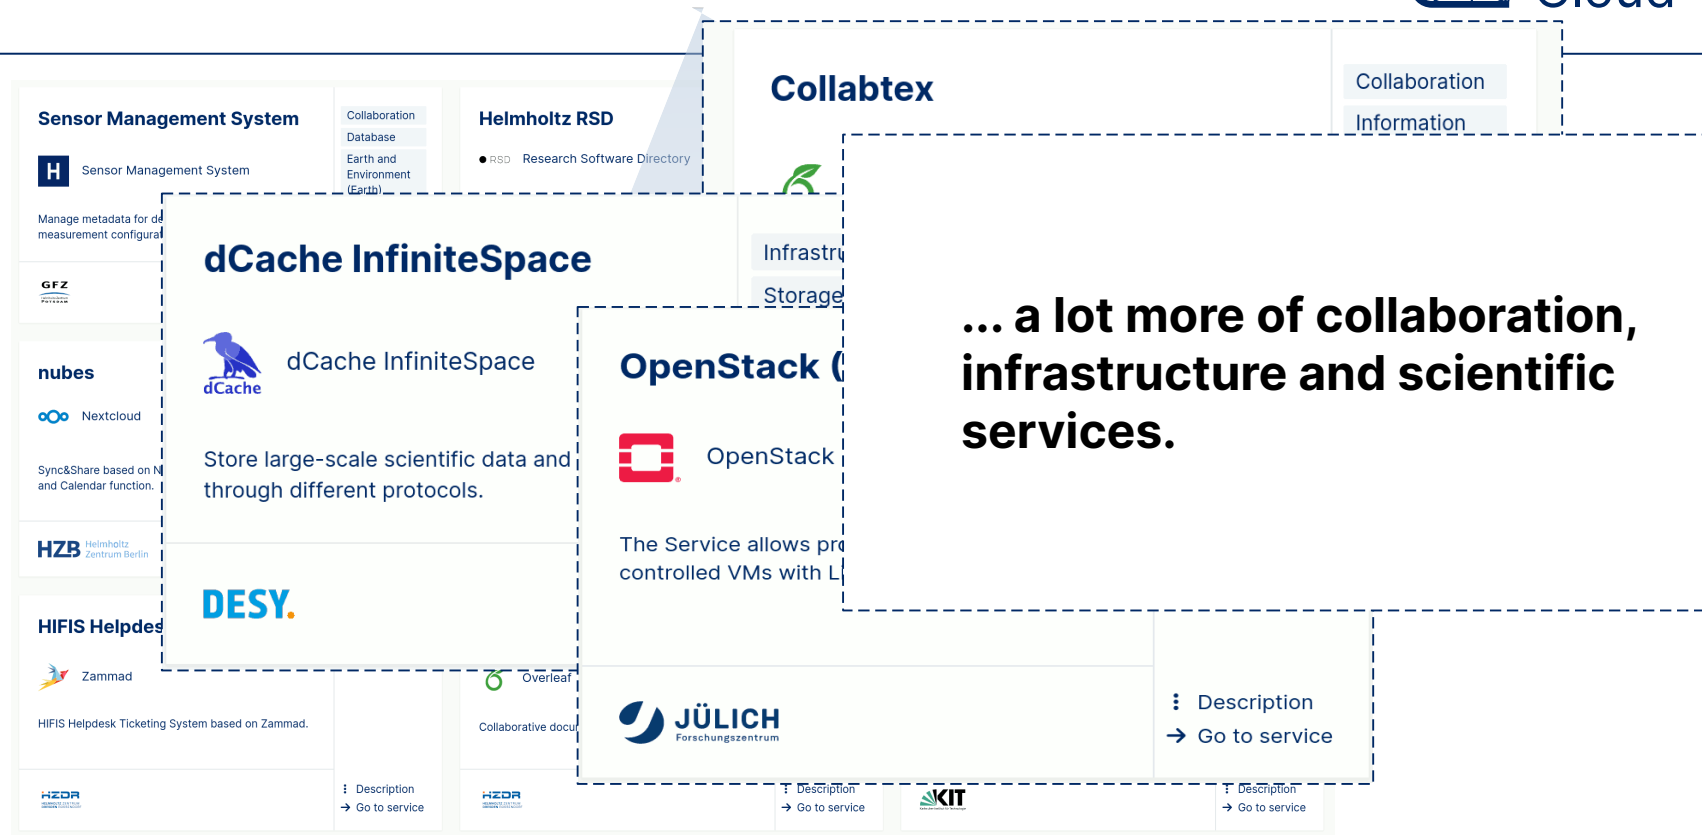 Cloud
Sensor Management System
Collaboration
Database
Earth and
Environment
(Earth)
H
Sensor Management System
Manage metadata for de
measurement configurat
GFZ
POTSDAM
Helmholtz RSD
RSD
Research Software Directory
Collabtex
Collaboration
Information
nubes
Nextcloud
Sync&Share based on N
and Calendar function.
HZB
Helmholtz
Zentrum Berlin
dCache InfiniteSpace
Infrastru
Storage
dCache
dCache InfiniteSpace
Store large-scale scientific data and
through different protocols.
DESY.
OpenStack (
OpenStack
The Service allows pro
controlled VMs with L
JÜLICH
Forschungszentrum
Description
Go to service
... a lot more of collaboration,
infrastructure and scientific
services.
HIFIS Helpdes
Zammad
HIFIS Helpdesk Ticketing System based on Zammad.
HZDR
Description
Go to service
Overleaf
Collaborative docu
HZDR
Description
Go to service
KIT
Description
Go to service